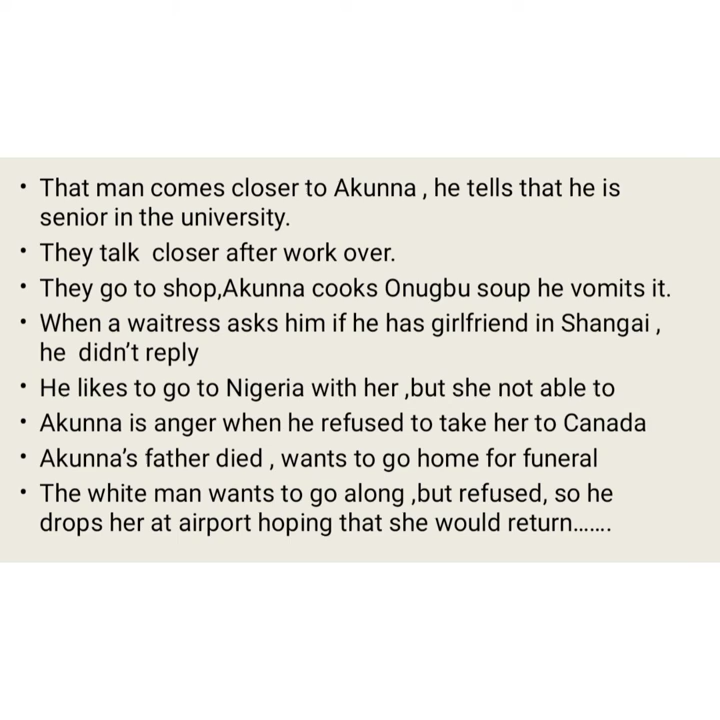 • That man comes closer to Akunna , he tells that he is
senior in the university.
• They talk  closer after work over.
• They go to shop,Akunna cooks Onugbu soup he vomits it.
• When a waitress asks him if he has girlfriend in Shangai ,
he  didn't reply
• He likes to go to Nigeria with her ,but she not able to
• Akunna is anger when he refused to take her to Canada
• Akunna's father died , wants to go home for funeral
• The white man wants to go along ,but refused, so he
drops her at airport hoping that she would return.......